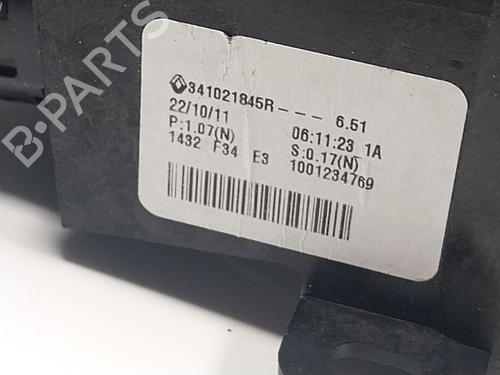 B-PARTS
341021845R - - - 6.51
22/10/11 06:11:23 1A
P:1.07(N) S:0.17(N)
1432 F34 E3 1001234769